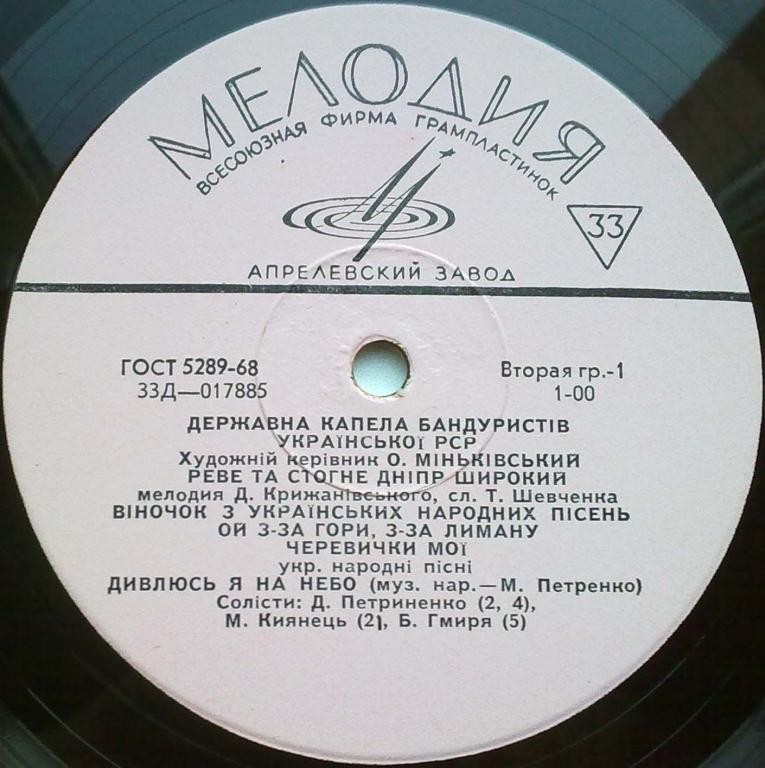 МЕЛОДИЯ
ВСЕСОЮЗНАЯ ФИРМА ГРАМПЛАСТИНОК
33
АПРЕЛЕВСКИЙ ЗАВОД
ГОСТ 5289-68 Вторая гр.-1
33Д—017885 1-00
ДЕРЖАВНА КАПЕЛА БАНДУРИСТІВ
УКРАЇНСЬКОЇ РСР
Художній керівник О. МІНЬКІВСЬКИЙ
РЕВЕ ТА СТОГНЕ ДНІПР ШИРОКИЙ
мелодия Д. Крижанівського, сл. Т. Шевченка
ВІНОЧОК З УКРАЇНСЬКИХ НАРОДНИХ ПІСЕНЬ
ОЙ З-ЗА ГОРИ, З-ЗА ЛИМАНУ
ЧЕРЕВИЧКИ МОЇ
укр. народні пісні
ДИВЛЮСЬ Я НА НЕБО (муз. нар.—М. Петренко)
Солісти: Д. Петриненко (2, 4),
М. Киянець (2), Б. Гмиря (5)